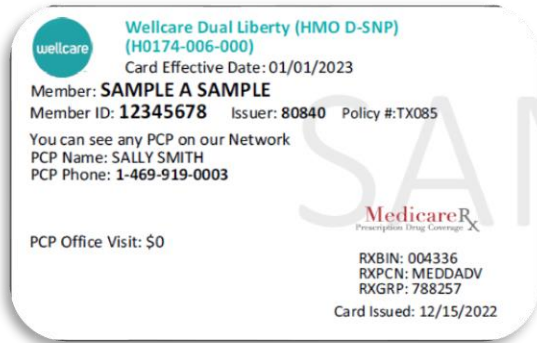 wellcare
Wellcare Dual Liberty (HMO D-SNP)
(H0174-006-000)
Card Effective Date: 01/01/2023
Member: SAMPLE A SAMPLE
Member ID: 12345678 Issuer: 80840 Policy #:TX085
You can see any PCP on our Network
PCP Name: SALLY SMITH
PCP Phone: 1-469-919-0003
SAM
MedicareRx
Prescription Drug Coverage
PCP Office Visit: $0
RXBIN: 004336
RXPCN: MEDDADV
RXGRP: 788257
Card Issued: 12/15/2022